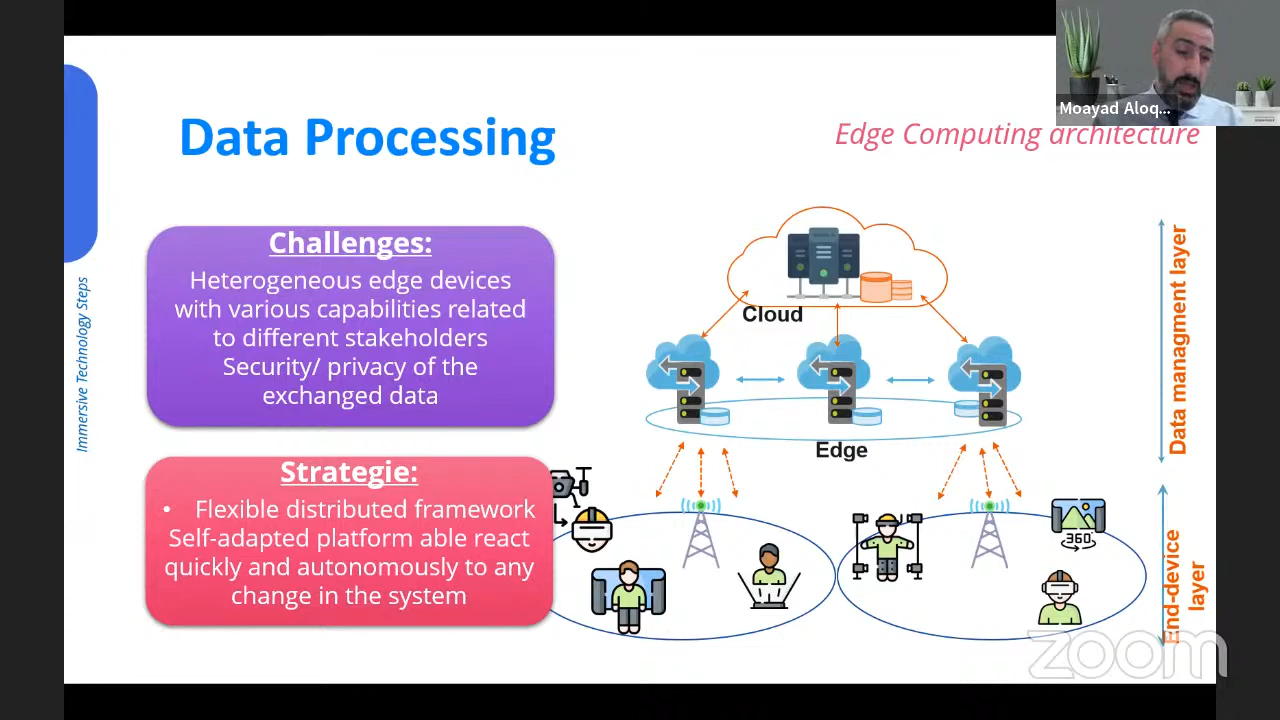 Moayad Aloq...
Data Processing
Edge Computing architecture
Immersive Technology Steps
Challenges:
Heterogeneous edge devices
with various capabilities related
to different stakeholders
Security/ privacy of the
exchanged data
Strategie:
• Flexible distributed framework
Self-adapted platform able react
quickly and autonomously to any
change in the system
Cloud
Edge
360°
Data managment layer
End-device
layer
zoom